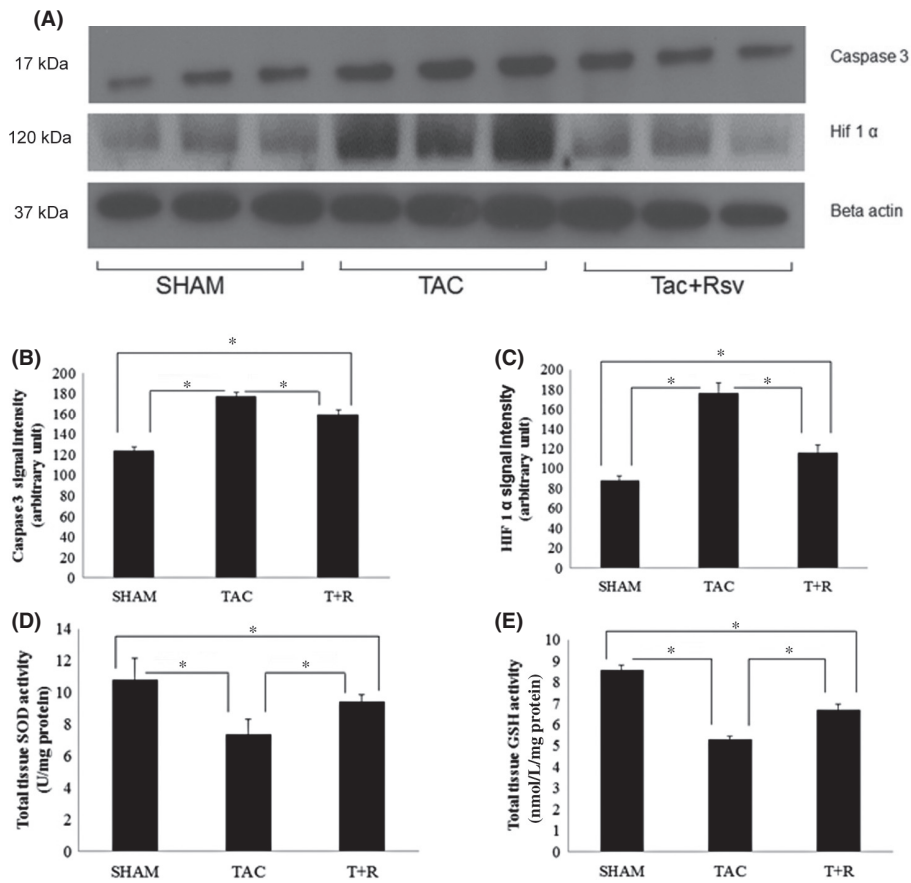 (A)
17 kDa
Caspase 3
120 kDa
Hif 1 α
37 kDa
Beta actin
SHAM
TAC
Tac+Rsv
(B)
*
* *
Caspase 3 signal intensity
(arbitrary unit)
200
180
160
140
120
100
80
60
40
20
0
SHAM TAC T+R
(C)
*
* *
HIF 1 α signal intensity
(arbitrary unit)
200
180
160
140
120
100
80
60
40
20
0
SHAM TAC T+R
(D)
*
* *
Total tissue SOD activity
(U/mg protein)
14
12
10
8
6
4
2
0
SHAM TAC T+R
(E)
*
* *
Total tissue GSH activity
(nmol/L/mg protein)
10
9
8
7
6
5
4
3
2
1
0
SHAM TAC T+R